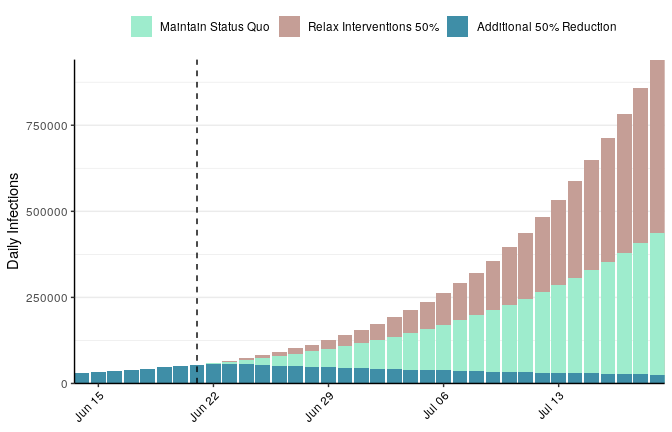 Maintain Status Quo Relax Interventions 50% Additional 50% Reduction
Daily Infections
750000
500000
250000
0
Jun 15 Jun 22 Jun 29 Jul 06 Jul 13